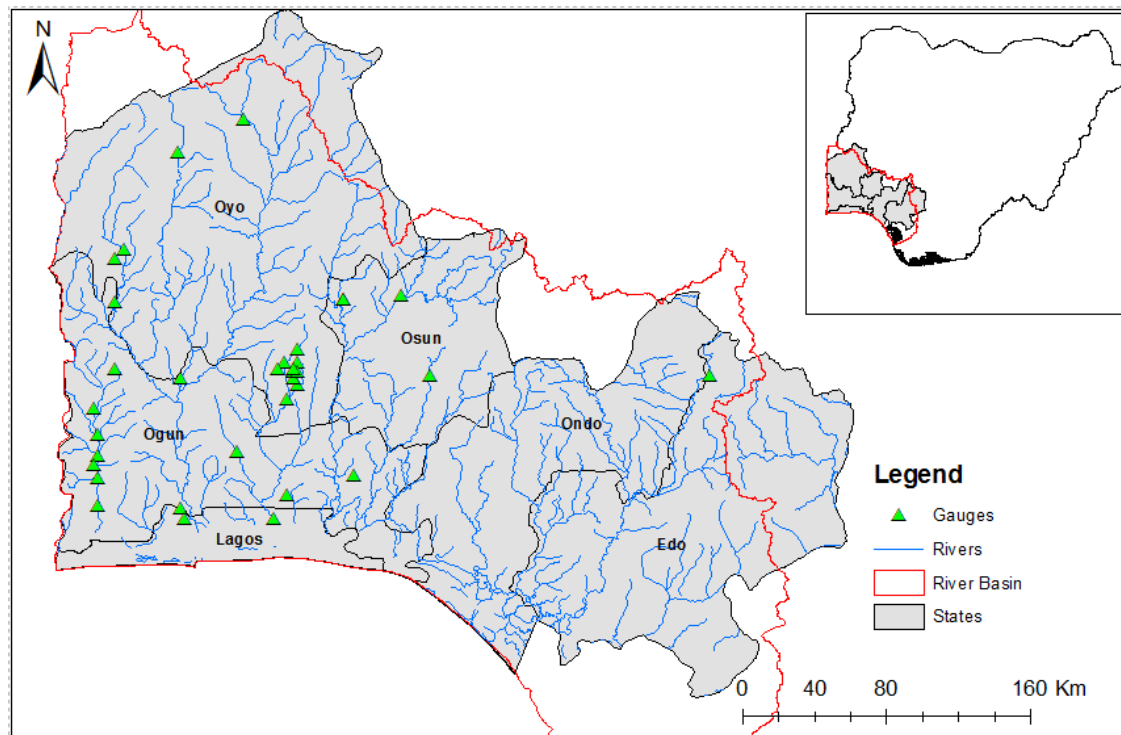 N
Oyo
Osun
Ogun
Ondo
Lagos
Edo
Legend
Gauges
Rivers
River Basin
States
0 40 80 160 Km